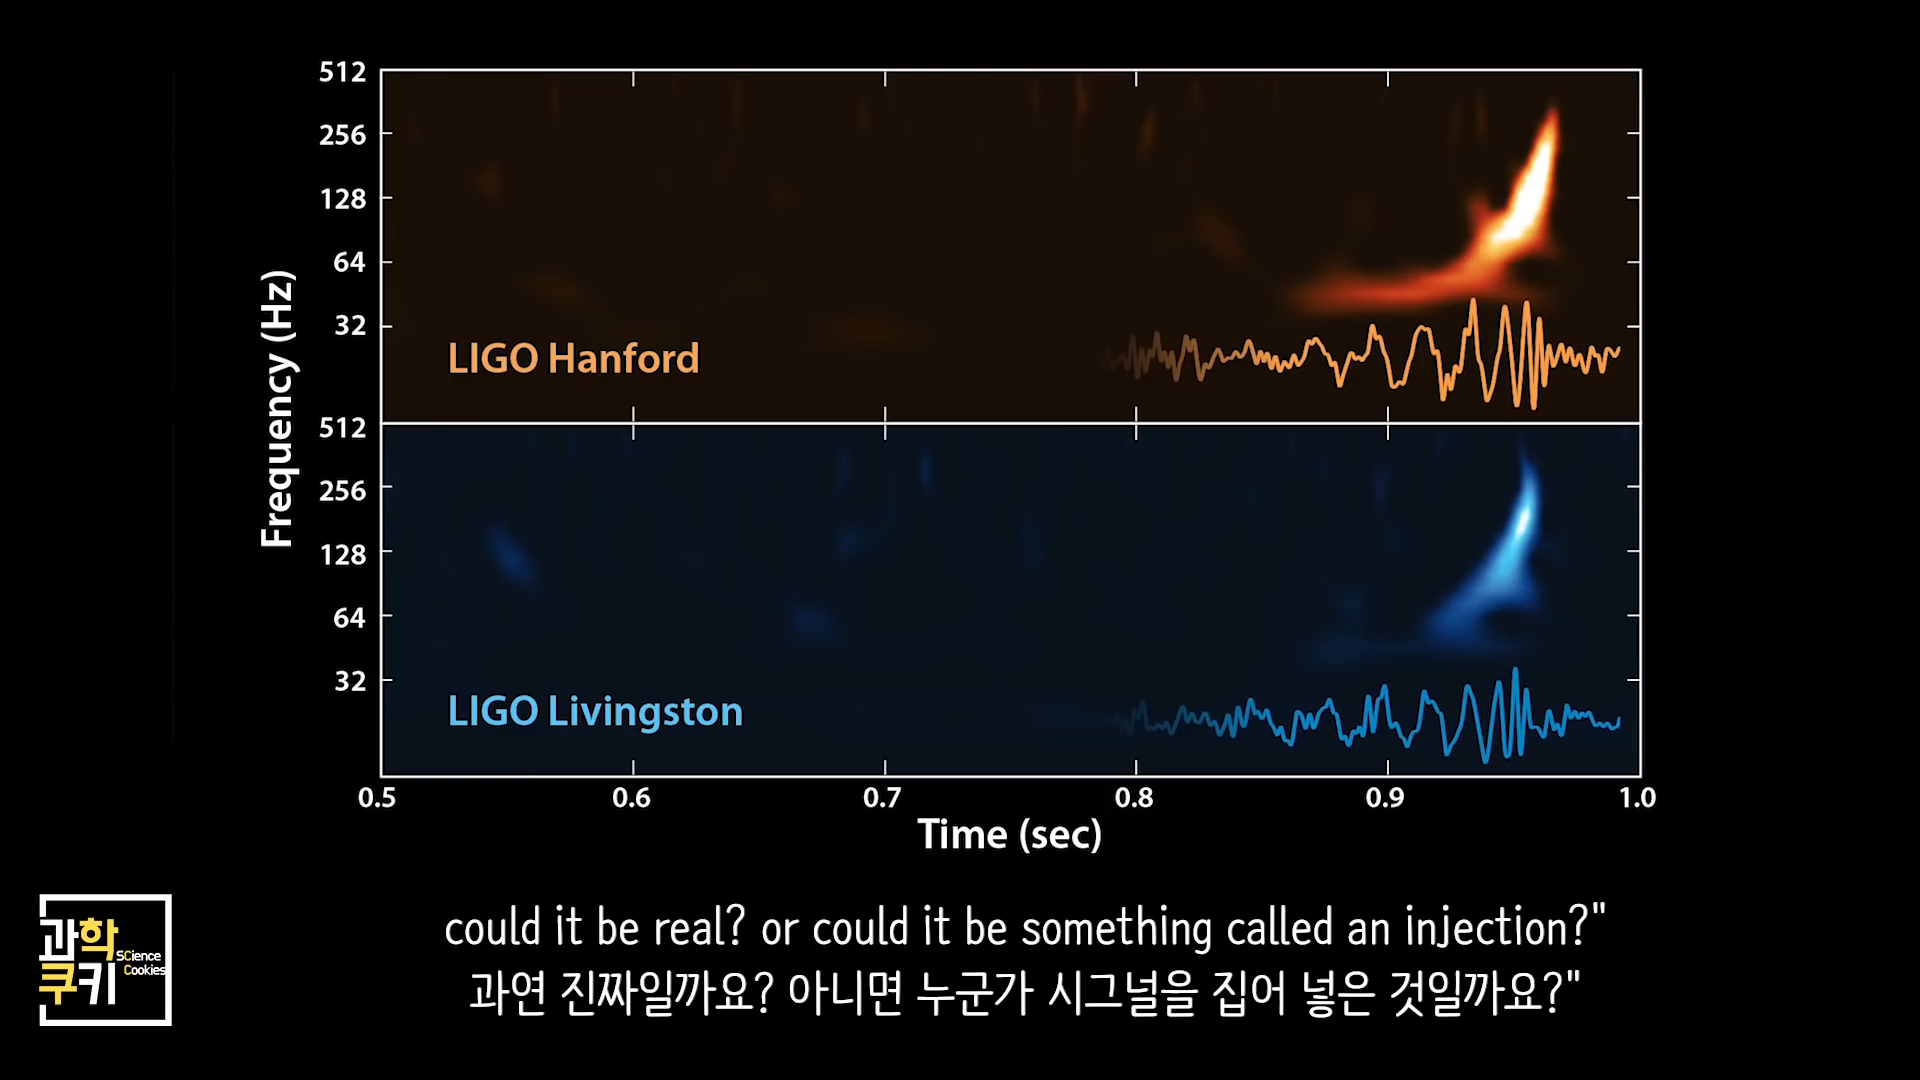 512
256
128
64
32
LIGO Hanford
512
256
128
64
32
LIGO Livingston
Frequency (Hz)
0.5 0.6 0.7 0.8 0.9 1.0
Time (sec)
과학
SCience
쿠키
Cookies
could it be real? or could it be something called an injection?"
과연 진짜일까요? 아니면 누군가 시그널을 집어 넣은 것일까요?"